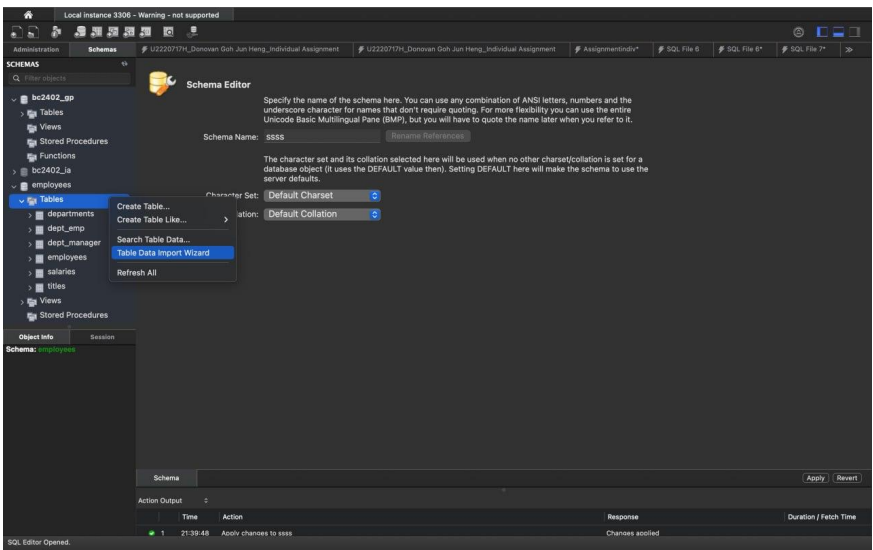 Local instance 3306 - Warning - not supported
Administration
Schemas
U2220717H_Donovan Goh Jun Heng_Individual Assignment
U2220717H_Donovan Goh Jun Heng_Individual Assignment
Assignmentindiv*
SQL File 6
SQL File 6*
SQL File 7*
SCHEMAS
Filter objects
bc2402_gp
Tables
Views
Stored Procedures
Functions
bc2402_ia
employees
Tables
departments
dept_emp
dept_manager
employees
salaries
titles
Views
Stored Procedures
Create Table...
Create Table Like...
Search Table Data...
Table Data Import Wizard
Refresh All
Schema Editor
Specify the name of the schema here. You can use any combination of ANSI letters, numbers and the
underscore character for names that don't require quoting. For more flexibility you can use the entire
Unicode Basic Multilingual Pane (BMP), but you will have to quote the name later when you refer to it.
Schema Name: ssss
Rename References
The character set and its collation selected here will be used when no other charset/collation is set for a
database object (it uses the DEFAULT value then). Setting DEFAULT here will make the schema to use the
server defaults.
Character Set: Default Charset
lation: Default Collation
Object Info
Session
Schema: employees
Schema
Apply
Revert
Action Output
Time
Action
Response
Duration / Fetch Time
1
21:39:48
Apply changes to ssss
Changes applied
SQL Editor Opened.